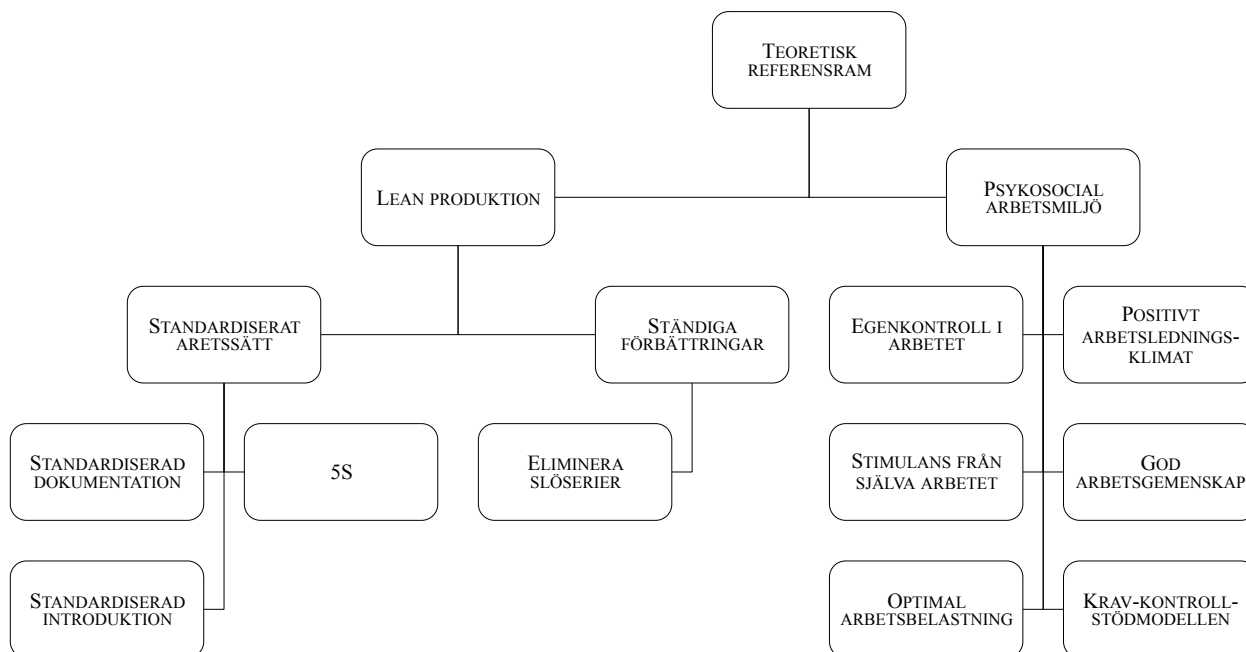 TEORETISK
REFERENSRAM
LEAN PRODUKTION
PSYKOSOCIAL
ARBETSMILJÖ
STANDARDISERAT
ARETSSÄTT
STÄNDIGA
FÖRBÄTTRINGAR
EGENKONTROLL I
ARBETET
POSITIVT
ARBETSLEDNINGS-
KLIMAT
STANDARDISERAD
DOKUMENTATION
5S
ELIMINERA
SLÖSERIER
STIMULANS FRÅN
SJÄLVA ARBETET
GOD
ARBETSGEMENSKAP
STANDARDISERAD
INTRODUKTION
OPTIMAL
ARBETSBELASTNING
KRAV-KONTROLL-
STÖDMODELLEN